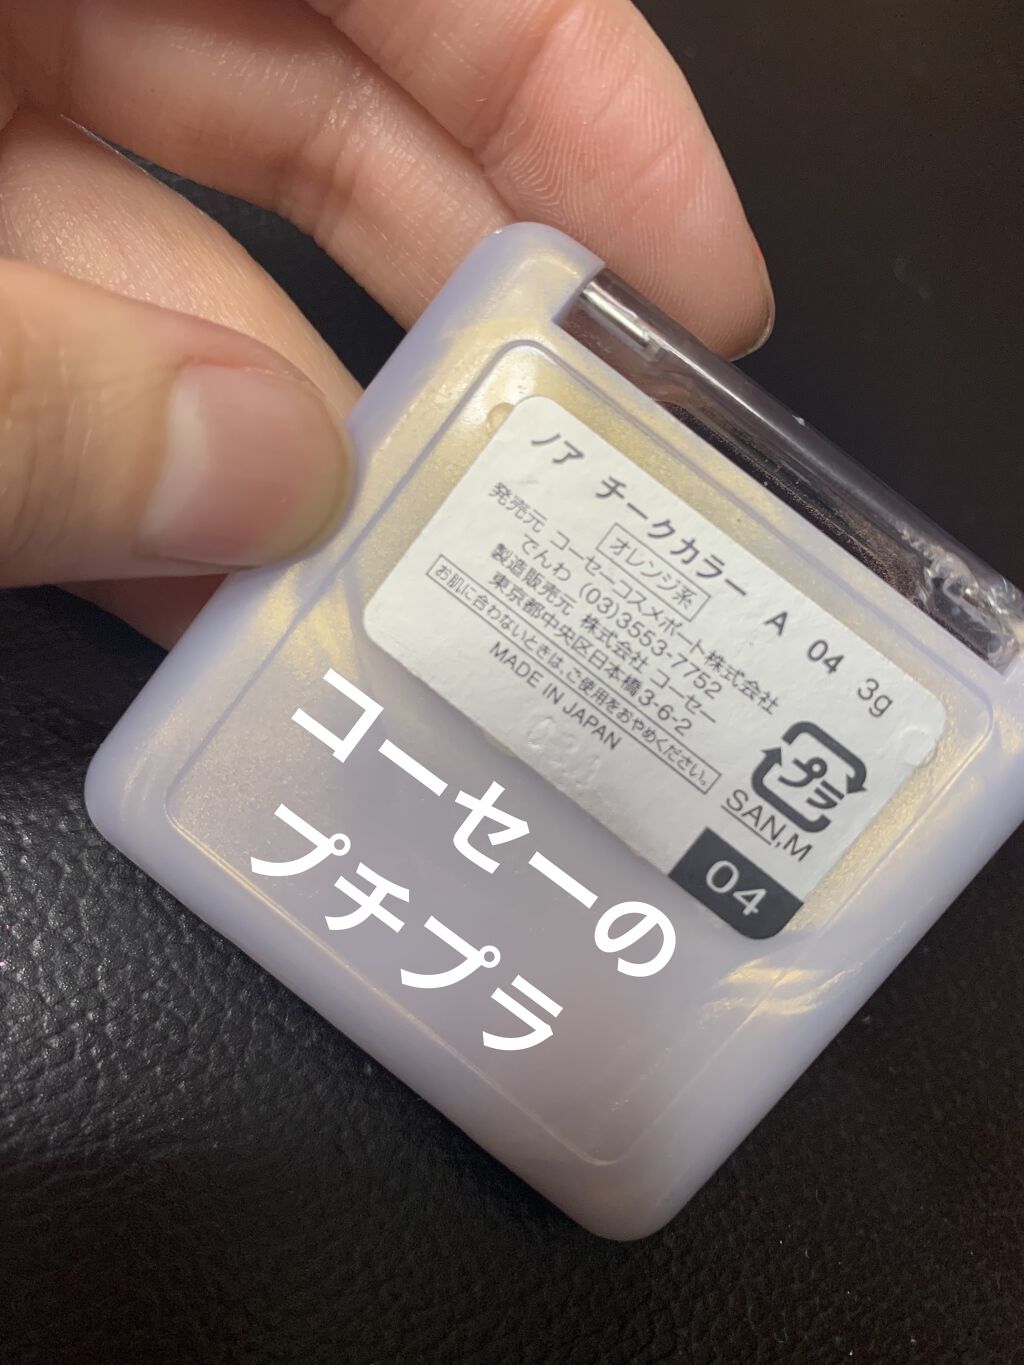 ノア チークカラー A 04 3g
オレンジ系
発売元 コーセーコスメポート株式会社
でんわ (03)3553-7752
製造販売元 株式会社 コーセー
東京都中央区日本橋3-6-2
お肌に合わないときは、ご使用をおやめください。
MADE IN JAPAN
プラ
SAN,M
04
コーセーの
プチプラ